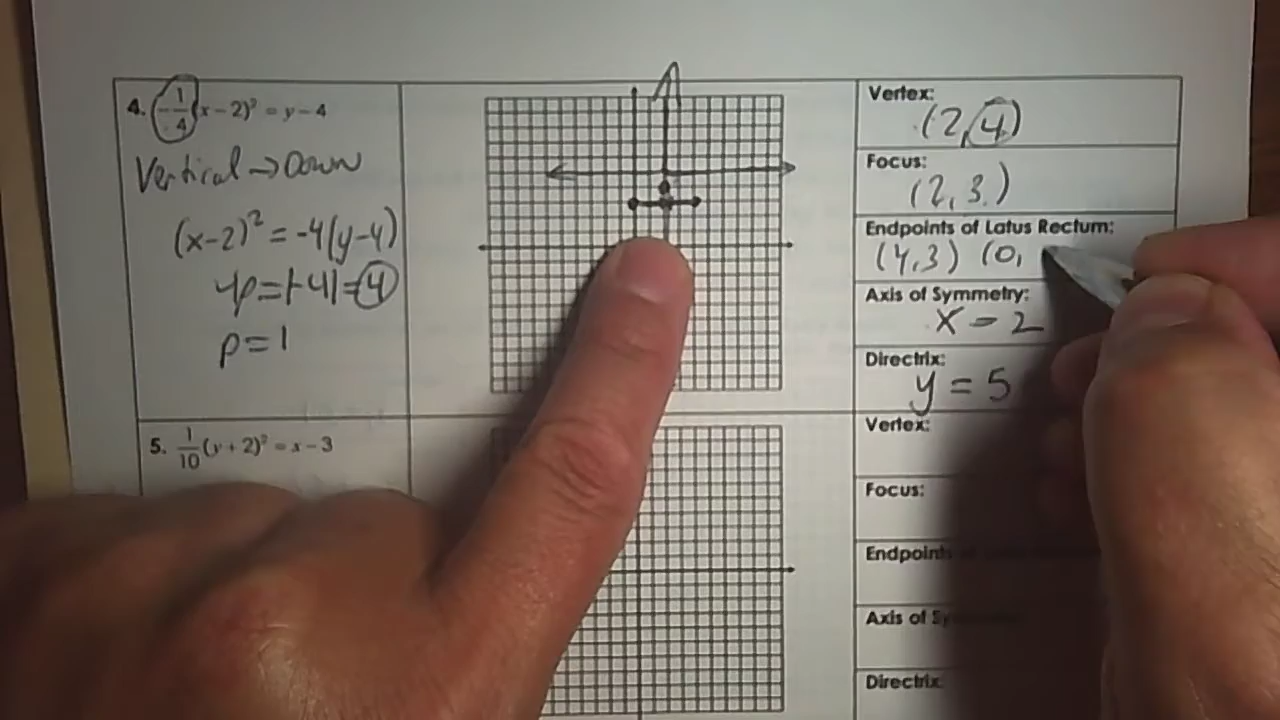 4. -1/4(x-2)² = y-4
Vertical → Down
(x-2)² = -4(y-4)
4p=|-4|=4
p=1
Vertex:
(2,4)
Focus:
(2,3)
Endpoints of Latus Rectum:
(4,3) (0,
Axis of Symmetry:
x = 2
Directrix:
y = 5
5. 1/10(y+2)² = x-3
Vertex:
Focus:
Endpoints
Axis of Sy
Directrix: